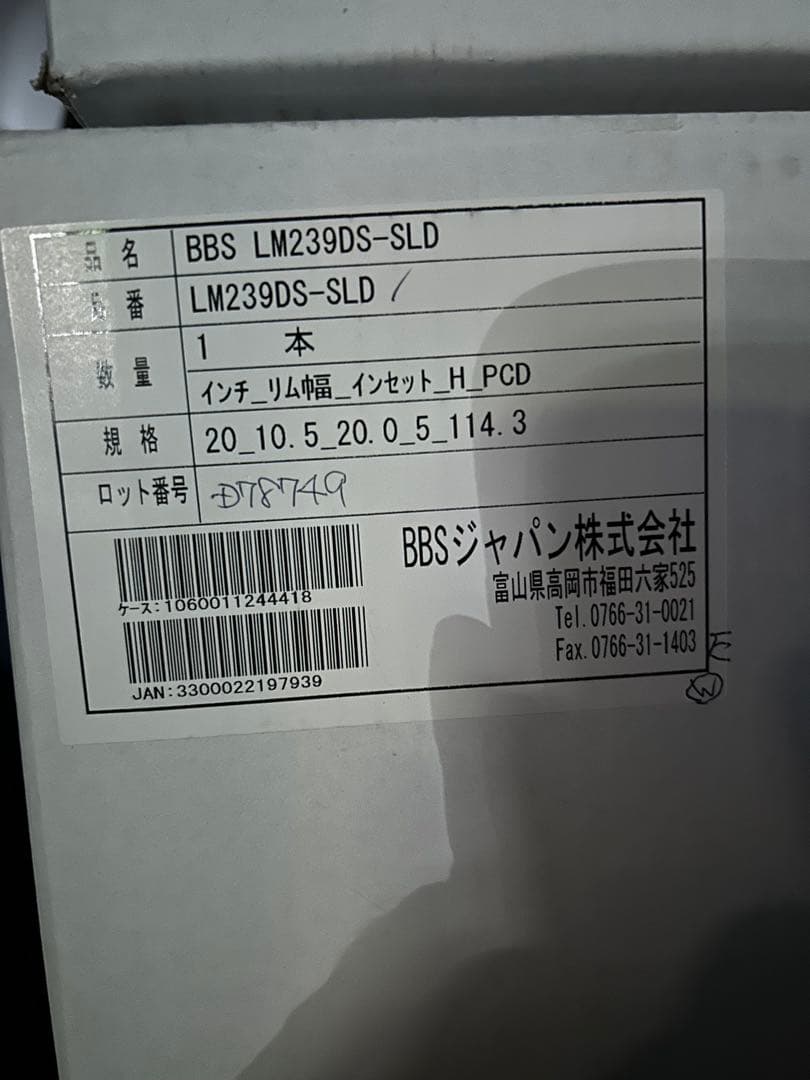 品名 BBS LM239DS-SLD
品番 LM239DS-SLD /
数量 1 本
インチ_リム巾畐_インセット_H_PCD
規格 20_10.5_20.0_5_114.3
ロット番号 D78749
BBSジャパン株式会社
富山県高岡市福田六家525
Tel.0766-31-0021
Fax.0766-31-1403
ケース:1060011244418
JAN:3300022197939
W